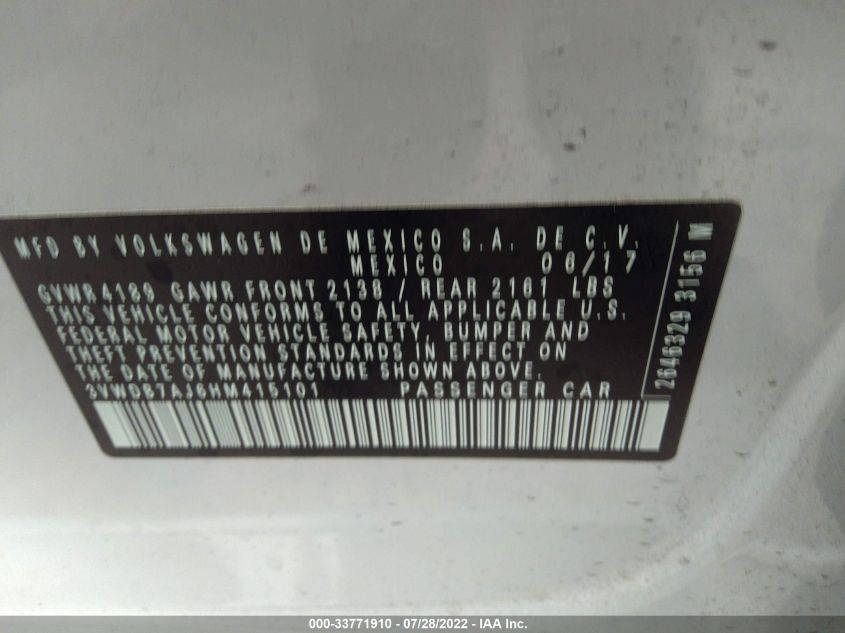 MFD BY VOLKSWAGEN DE MEXICO S.A. DE C.V.
MEXICO 06/17
GVWR 4189 GAWR FRONT 2138 / REAR 2161 LBS
THIS VEHICLE CONFORMS TO ALL APPLICABLE U.S.
FEDERAL MOTOR VEHICLE SAFETY, BUMPER AND
THEFT PREVENTION STANDARDS IN EFFECT ON
THE DATE OF MANUFACTURE SHOWN ABOVE.
3VWDB7AJ6HM415101 PASSENGER CAR
2646329 3156 M
000-33771910 - 07/28/2022 - IAA Inc.